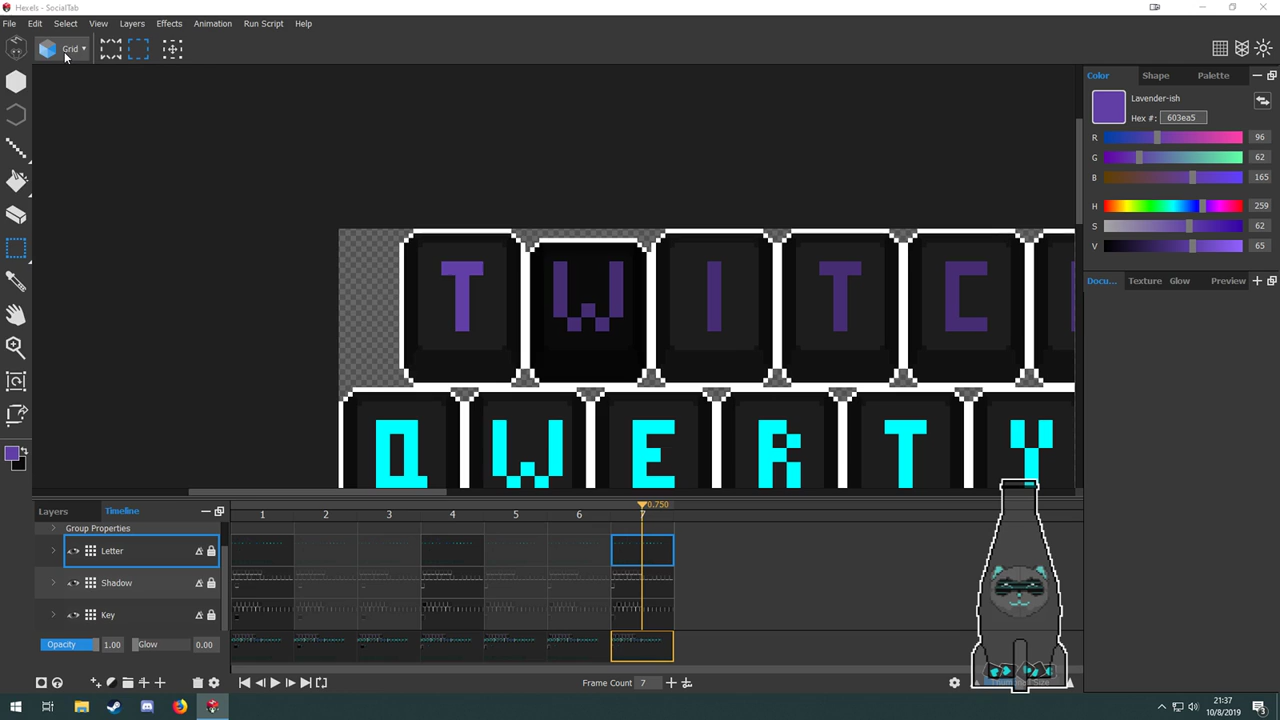 Hexels - SocialTab
File Edit Select View Layers Effects Animation Run Script Help
Grid
Color Shape Palette
Lavender-ish
Hex #: 603ea5
R 96
G 62
B 165
H 259
S 62
V 65
Docu... Texture Glow Preview
T W I T C
Q W E R T Y
Layers Timeline
0.750
1 2 3 4 5 6 7
Group Properties
Letter
Shadow
Key
Opacity 1.00 Glow 0.00
Frame Count 7
Thumbnail Size
21:37
10/8/2019
3